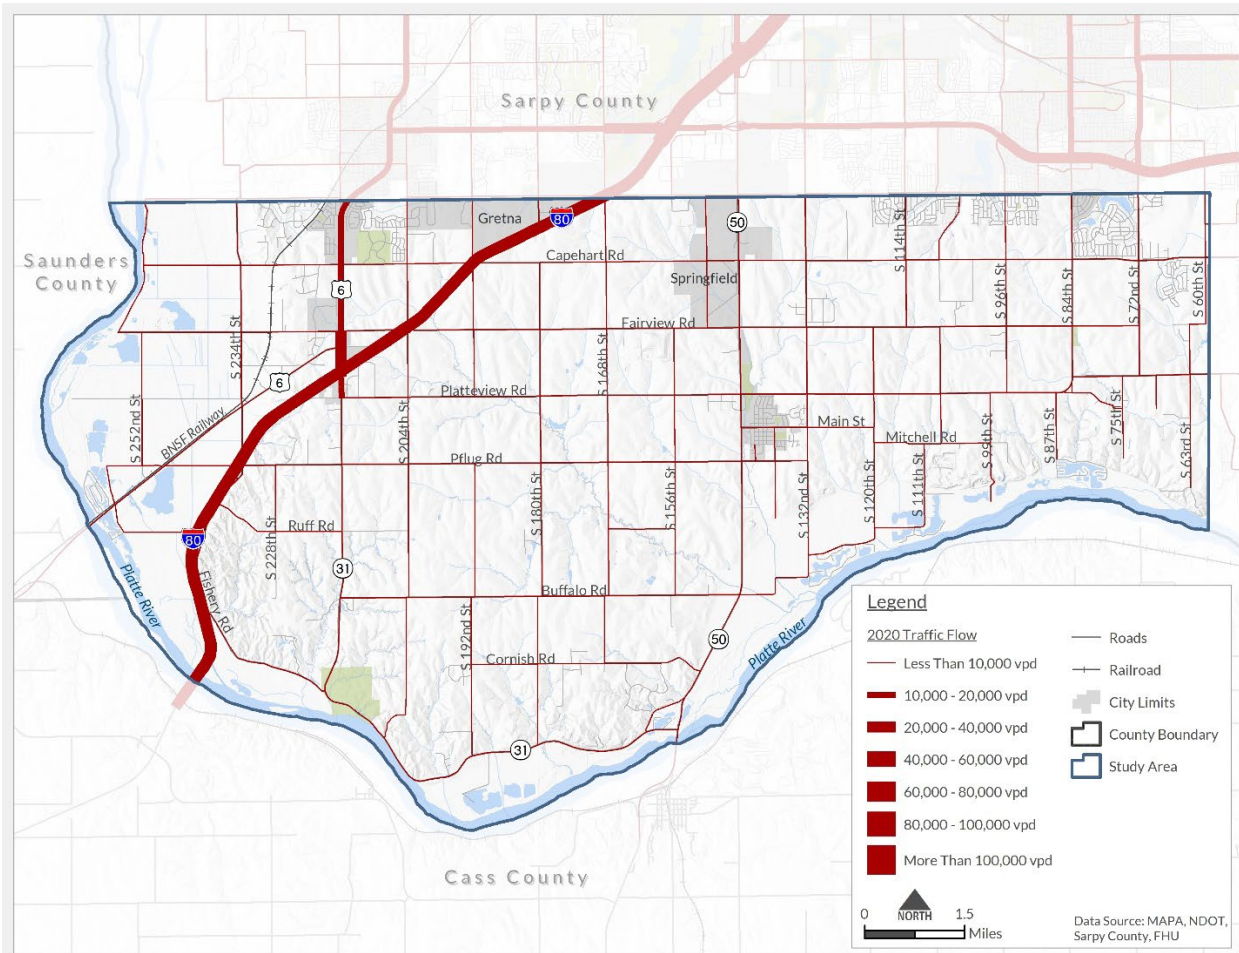 Sarpy County
Saunders
County
Gretna
80
50
S 114th St
Capehart Rd
Springfield
6
S 96th St
S 84th St
S 72nd St
S 60th St
Fairview Rd
S 234th St
S 168th St
6
Platteview Rd
S 252nd St
BNSF Railway
S 204th St
Main St
Mitchell Rd
S 99th St
S 87th St
S 75th St
S 63rd St
Pflug Rd
S 180th St
S 156th St
S 132nd St
S 120th St
S 111th St
Ruff Rd
S 228th St
80
31
Platte River
Fishery Rd
Buffalo Rd
S 192nd St
Cornish Rd
50
Platte River
31
Cass County
Legend
2020 Traffic Flow
Less Than 10,000 vpd
10,000 - 20,000 vpd
20,000 - 40,000 vpd
40,000 - 60,000 vpd
60,000 - 80,000 vpd
80,000 - 100,000 vpd
More Than 100,000 vpd
Roads
Railroad
City Limits
County Boundary
Study Area
0
NORTH
1.5
Miles
Data Source: MAPA, NDOT,
Sarpy County, FHU